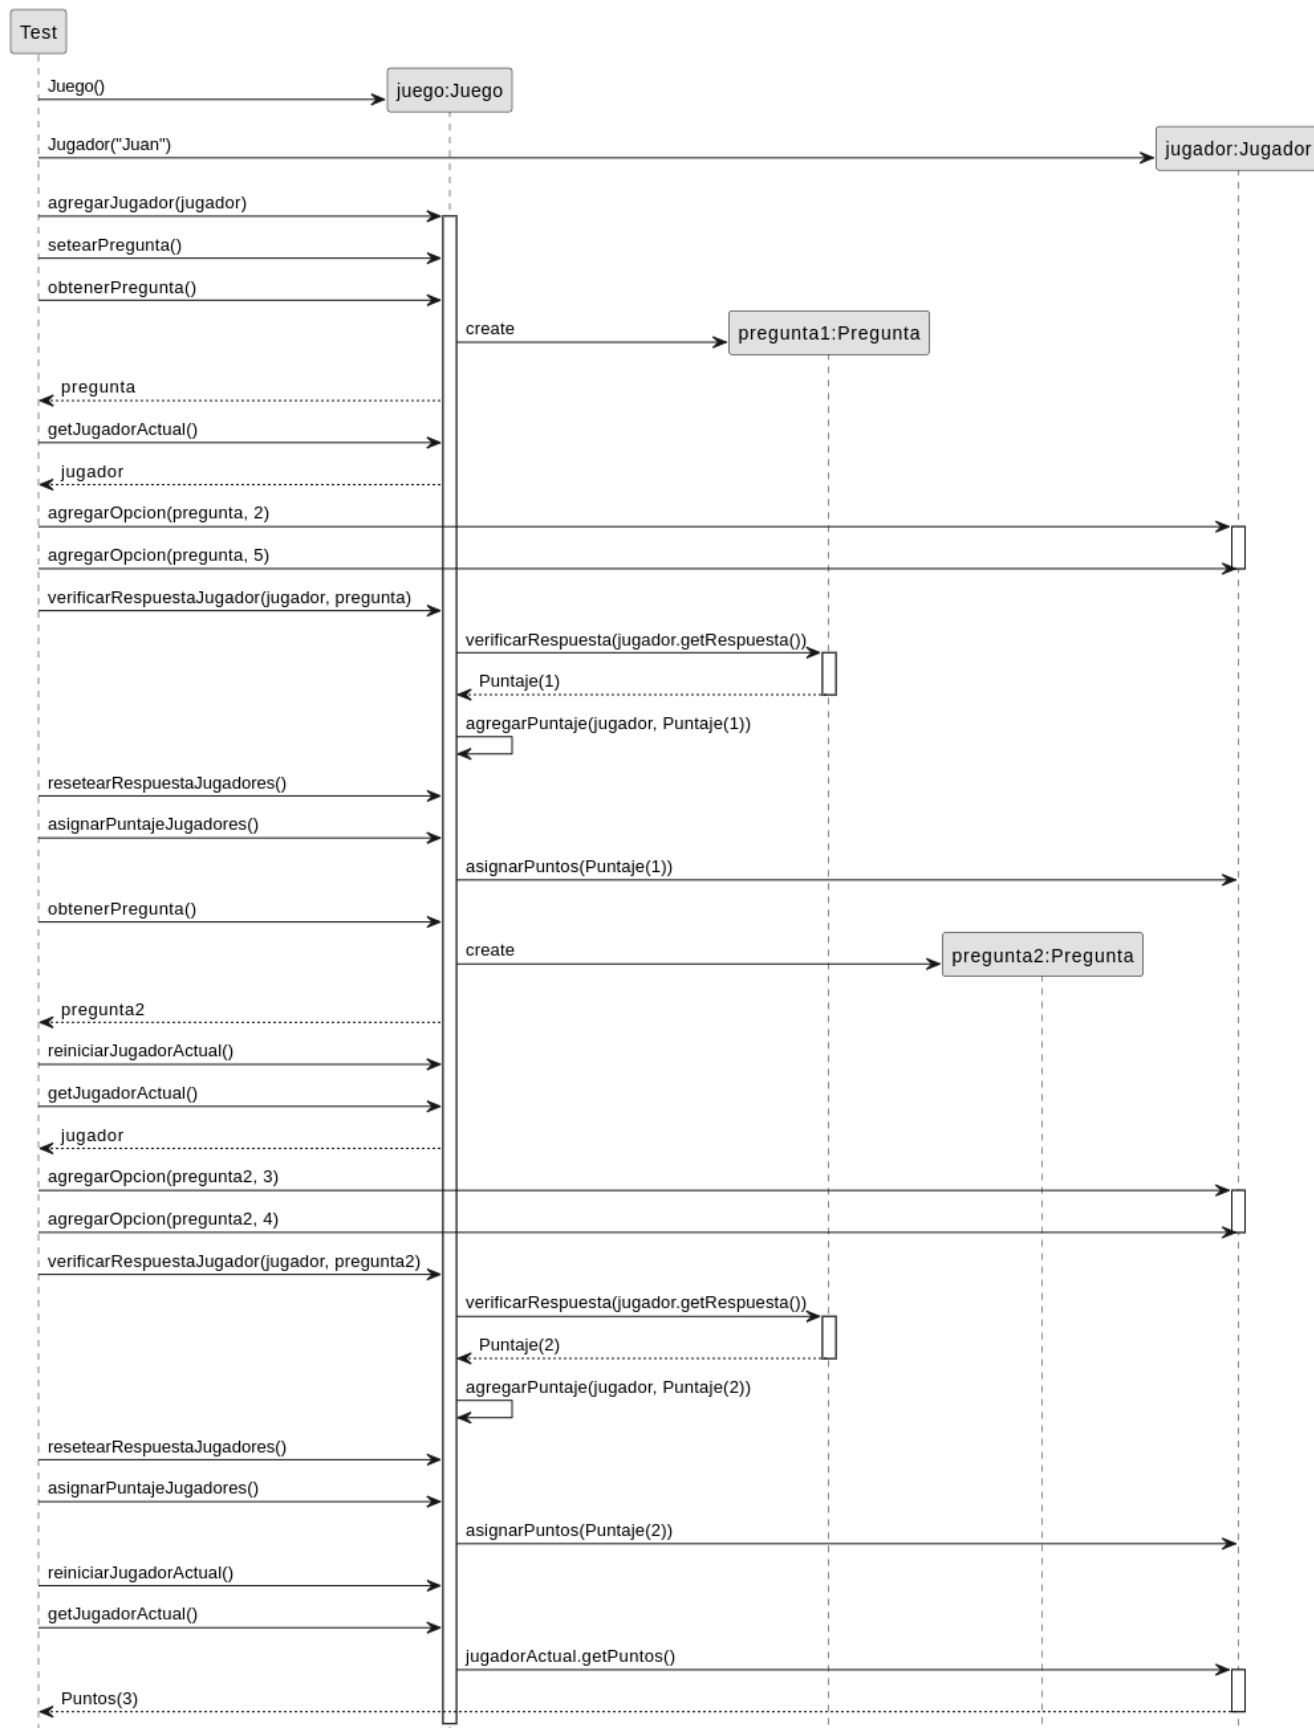 Test
Juego()
juego:Juego
Jugador("Juan")
jugador:Jugador
agregarJugador(jugador)
setearPregunta()
obtenerPregunta()
create
pregunta1:Pregunta
pregunta
getJugadorActual()
jugador
agregarOpcion(pregunta, 2)
agregarOpcion(pregunta, 5)
verificarRespuestaJugador(jugador, pregunta)
verificarRespuesta(jugador.getRespuesta())
Puntaje(1)
agregarPuntaje(jugador, Puntaje(1))
resetearRespuestaJugadores()
asignarPuntajeJugadores()
asignarPuntos(Puntaje(1))
obtenerPregunta()
create
pregunta2:Pregunta
pregunta2
reiniciarJugadorActual()
getJugadorActual()
jugador
agregarOpcion(pregunta2, 3)
agregarOpcion(pregunta2, 4)
verificarRespuestaJugador(jugador, pregunta2)
verificarRespuesta(jugador.getRespuesta())
Puntaje(2)
agregarPuntaje(jugador, Puntaje(2))
resetearRespuestaJugadores()
asignarPuntajeJugadores()
asignarPuntos(Puntaje(2))
reiniciarJugadorActual()
getJugadorActual()
jugadorActual.getPuntos()
Puntos(3)